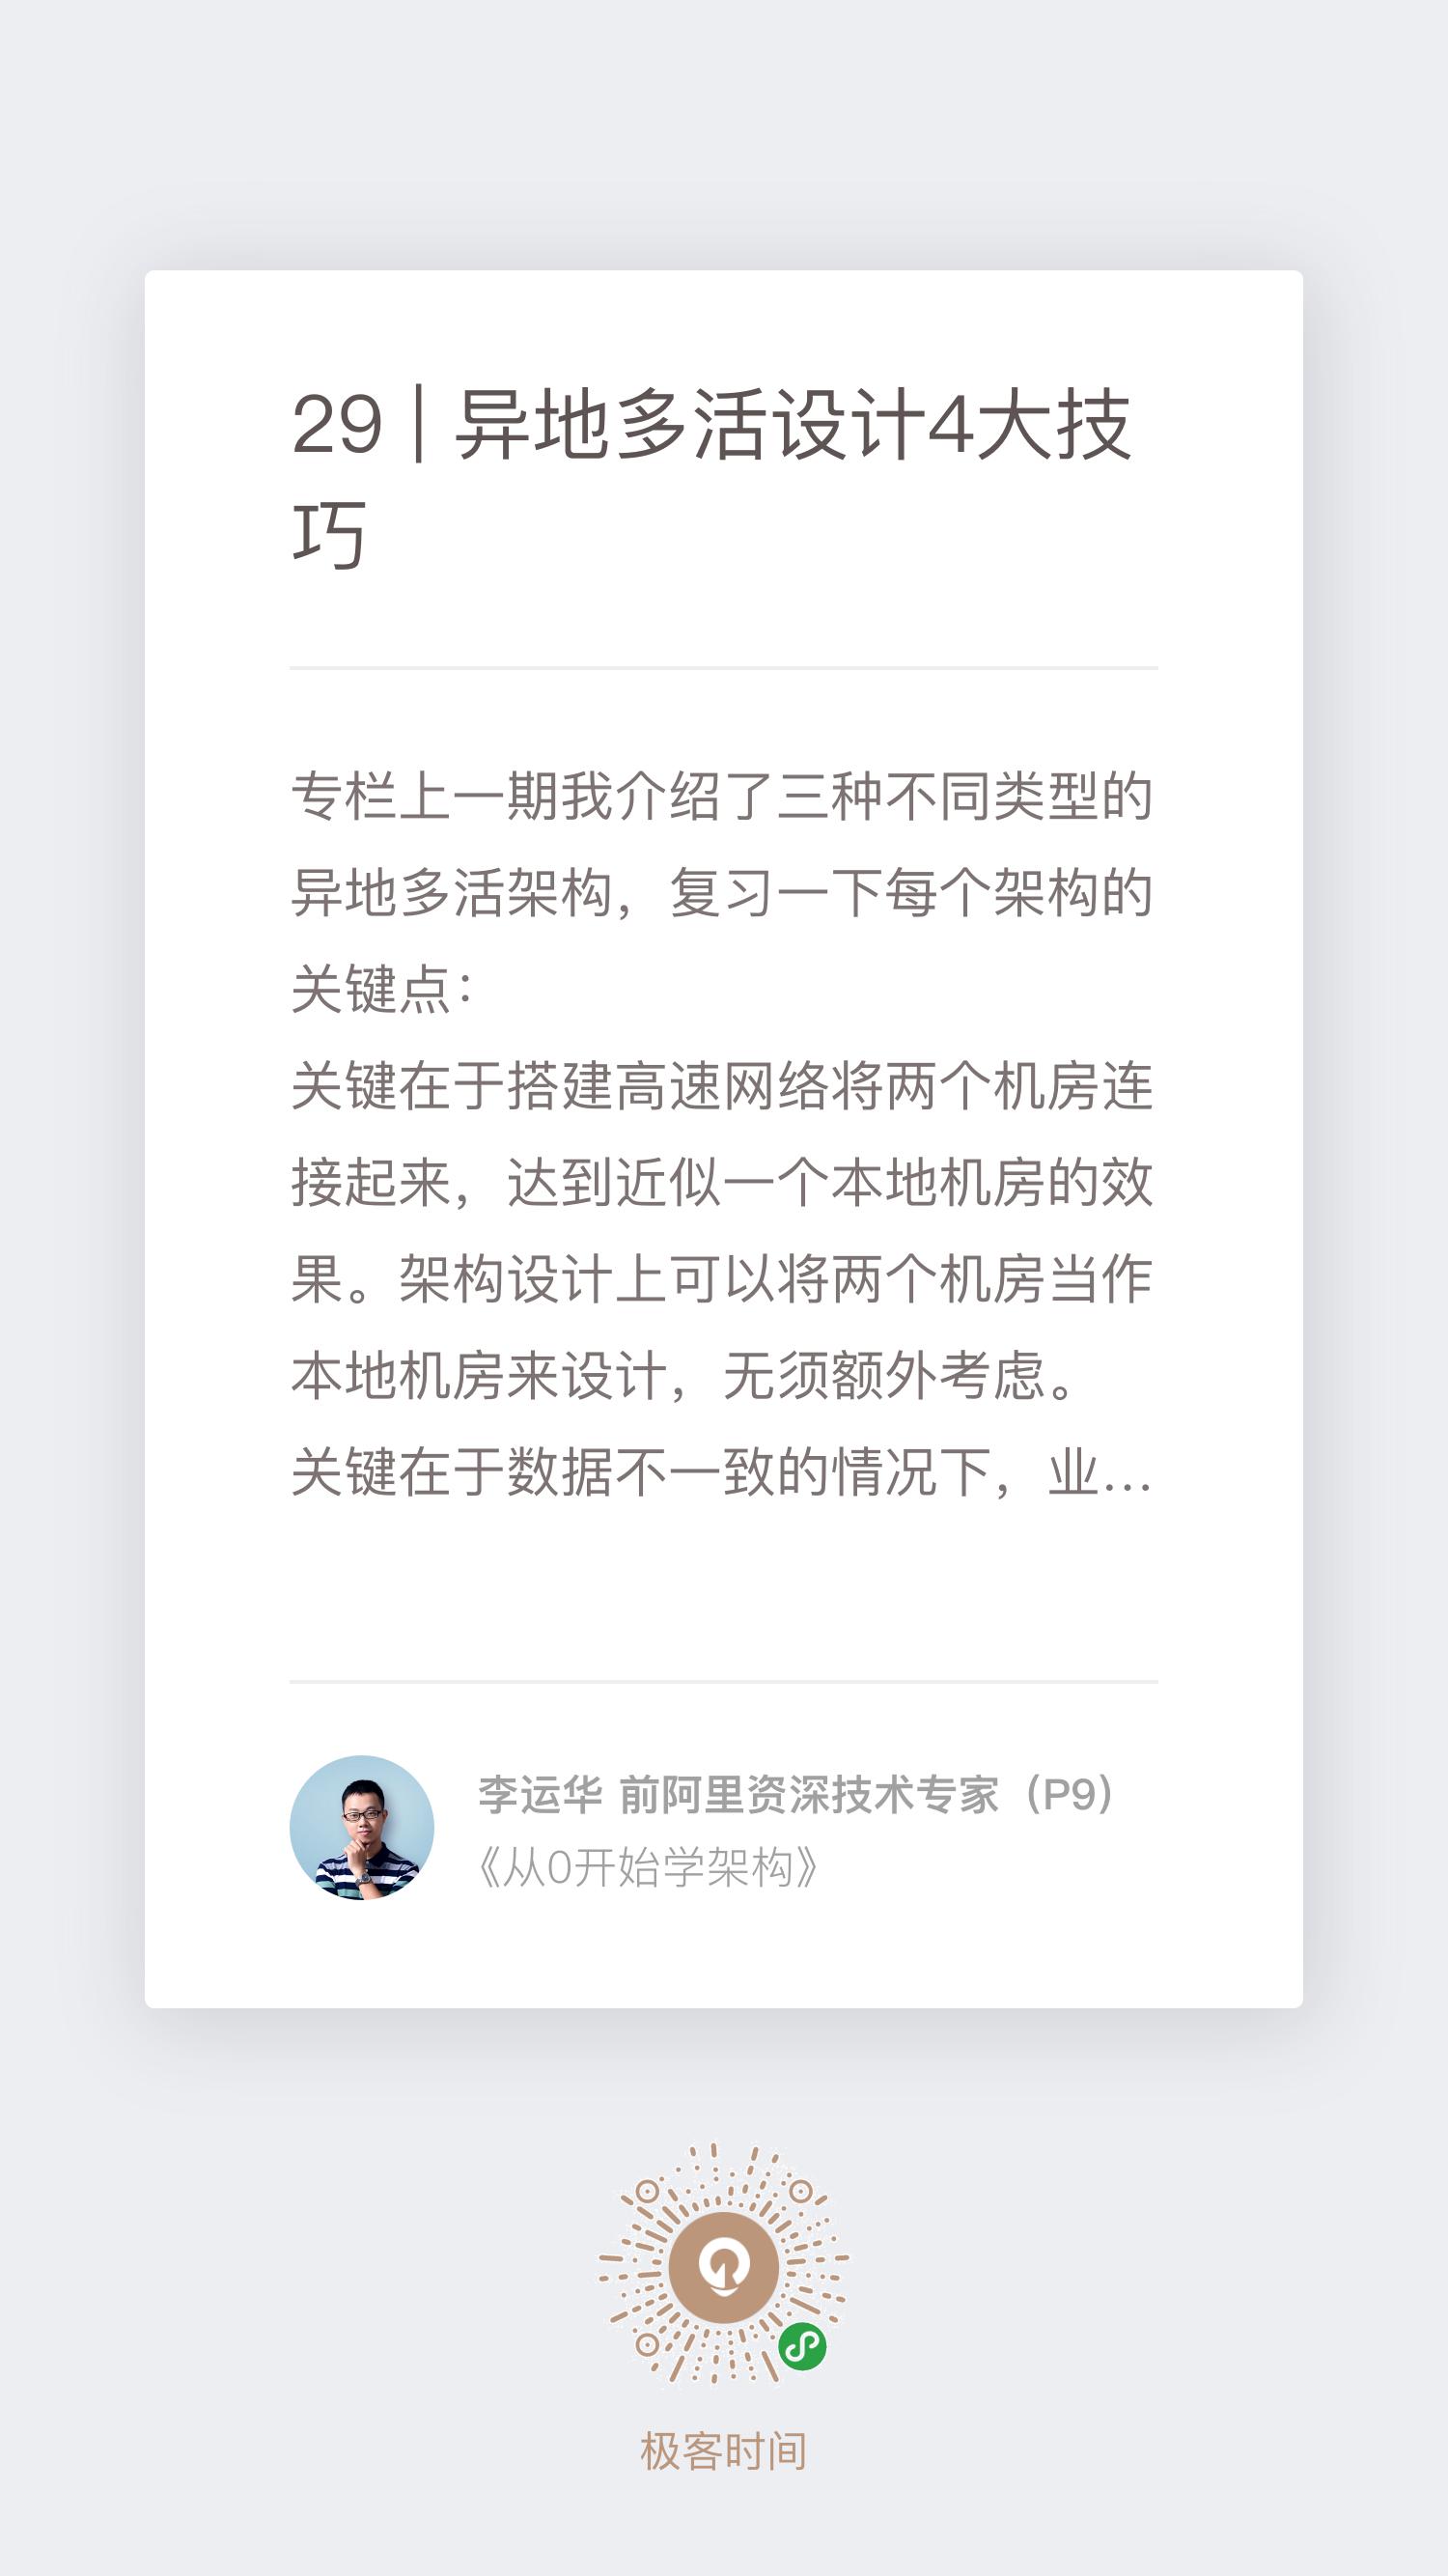 29 | 异地多活设计4大技
巧
专栏上一期我介绍了三种不同类型的
异地多活架构，复习一下每个架构的
关键点：
关键在于搭建高速网络将两个机房连
接起来，达到近似一个本地机房的效
果。架构设计上可以将两个机房当作
本地机房来设计，无须额外考虑。
关键在于数据不一致的情况下，业...
李运华 前阿里资深技术专家（P9）
《从0开始学架构》
极客时间